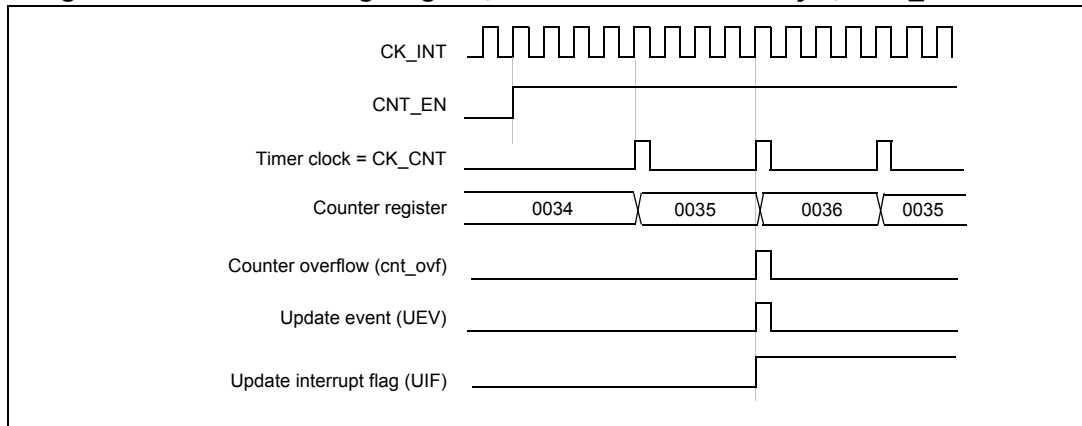 CK_INT
CNT_EN
Timer clock = CK_CNT
Counter register 0034 0035 0036 0035
Counter overflow (cnt_ovf)
Update event (UEV)
Update interrupt flag (UIF)